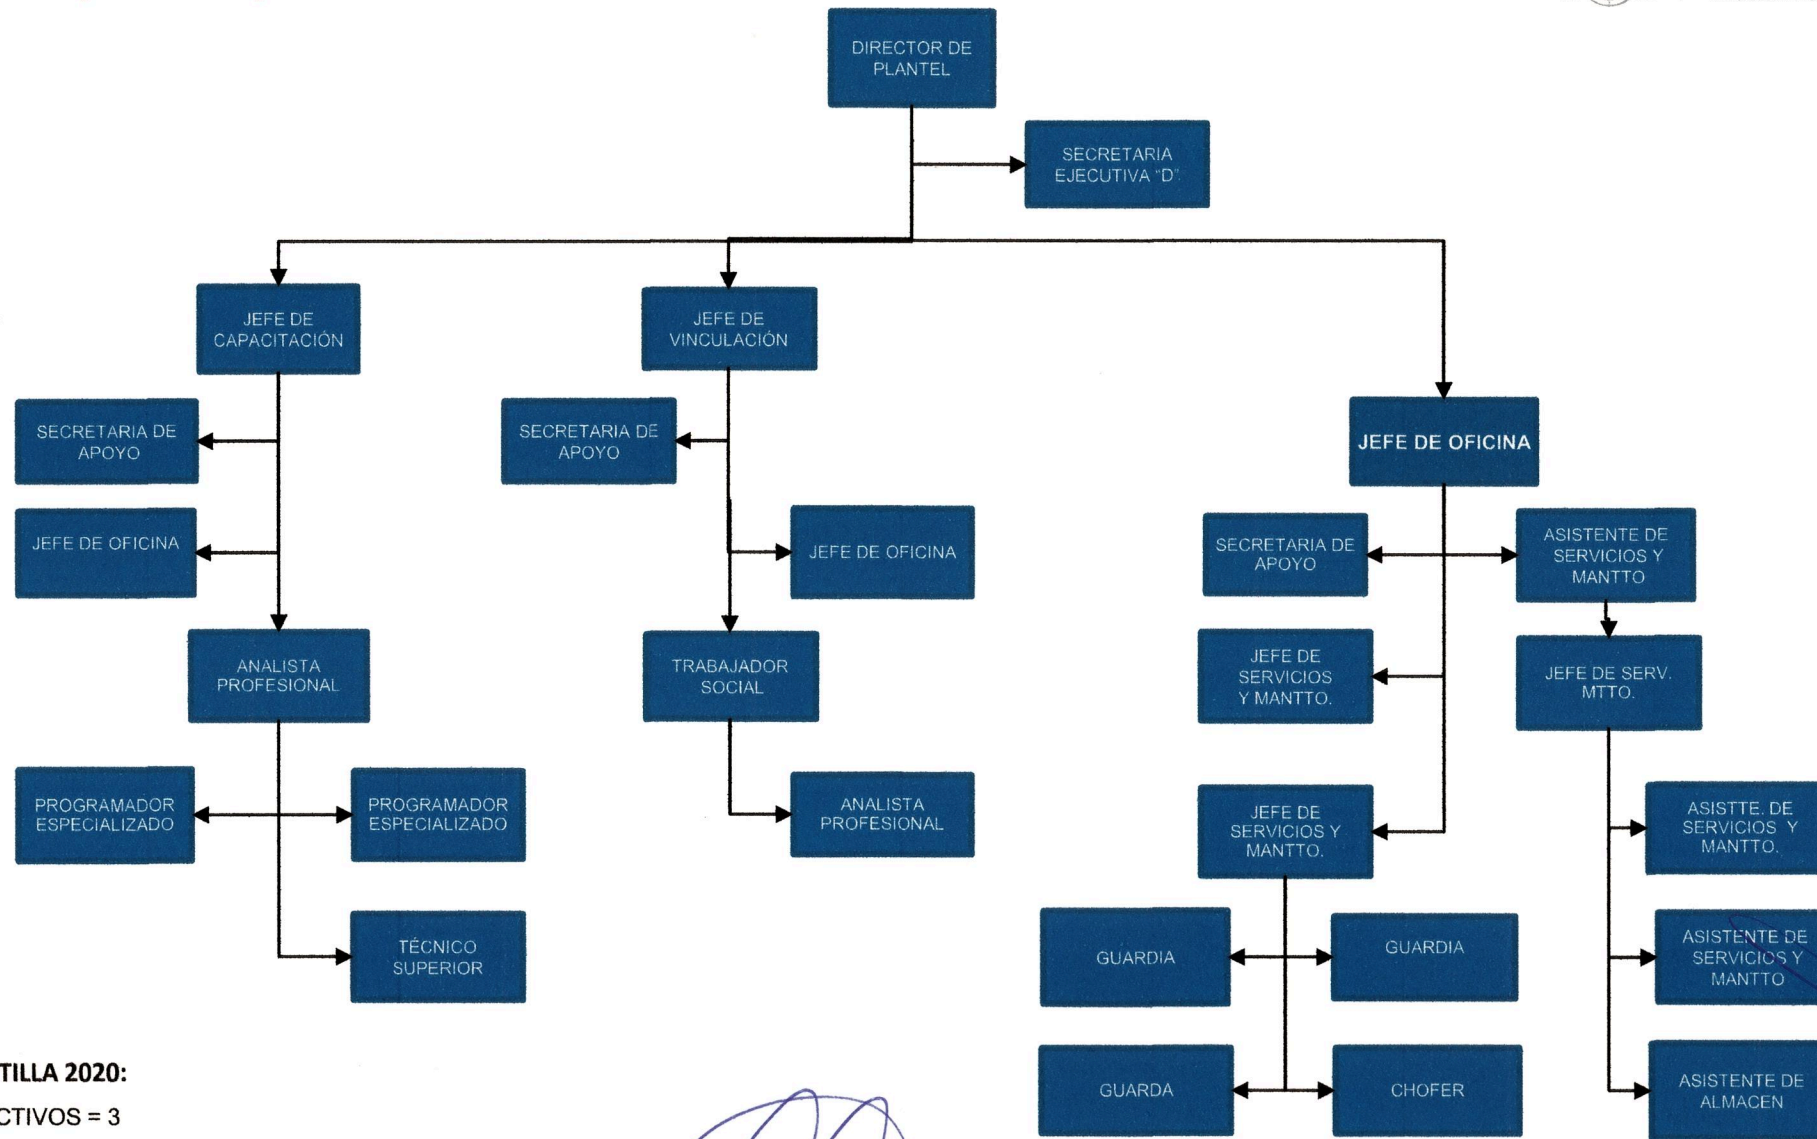 DIRECTOR DE
PLANTEL
SECRETARIA
EJECUTIVA "D".
JEFE DE
CAPACITACIÓN
JEFE DE
VINCULACIÓN
JEFE DE OFICINA
SECRETARIA DE
APOYO
SECRETARIA DE
APOYO
JEFE DE OFICINA
JEFE DE OFICINA
SECRETARIA DE
APOYO
ASISTENTE DE
SERVICIOS Y
MANTTO
ANALISTA
PROFESIONAL
TRABAJADOR
SOCIAL
JEFE DE
SERVICIOS
Y MANTTO.
JEFE DE SERV.
MTTO.
PROGRAMADOR
ESPECIALIZADO
PROGRAMADOR
ESPECIALIZADO
ANALISTA
PROFESIONAL
JEFE DE
SERVICIOS Y
MANTTO.
ASISTTE. DE
SERVICIOS Y
MANTTO.
TÉCNICO
SUPERIOR
GUARDIA
GUARDIA
ASISTENTE DE
SERVICIOS Y
MANTTO
GUARDA
CHOFER
ASISTENTE DE
ALMACEN
TILLA 2020:
CTIVOS = 3